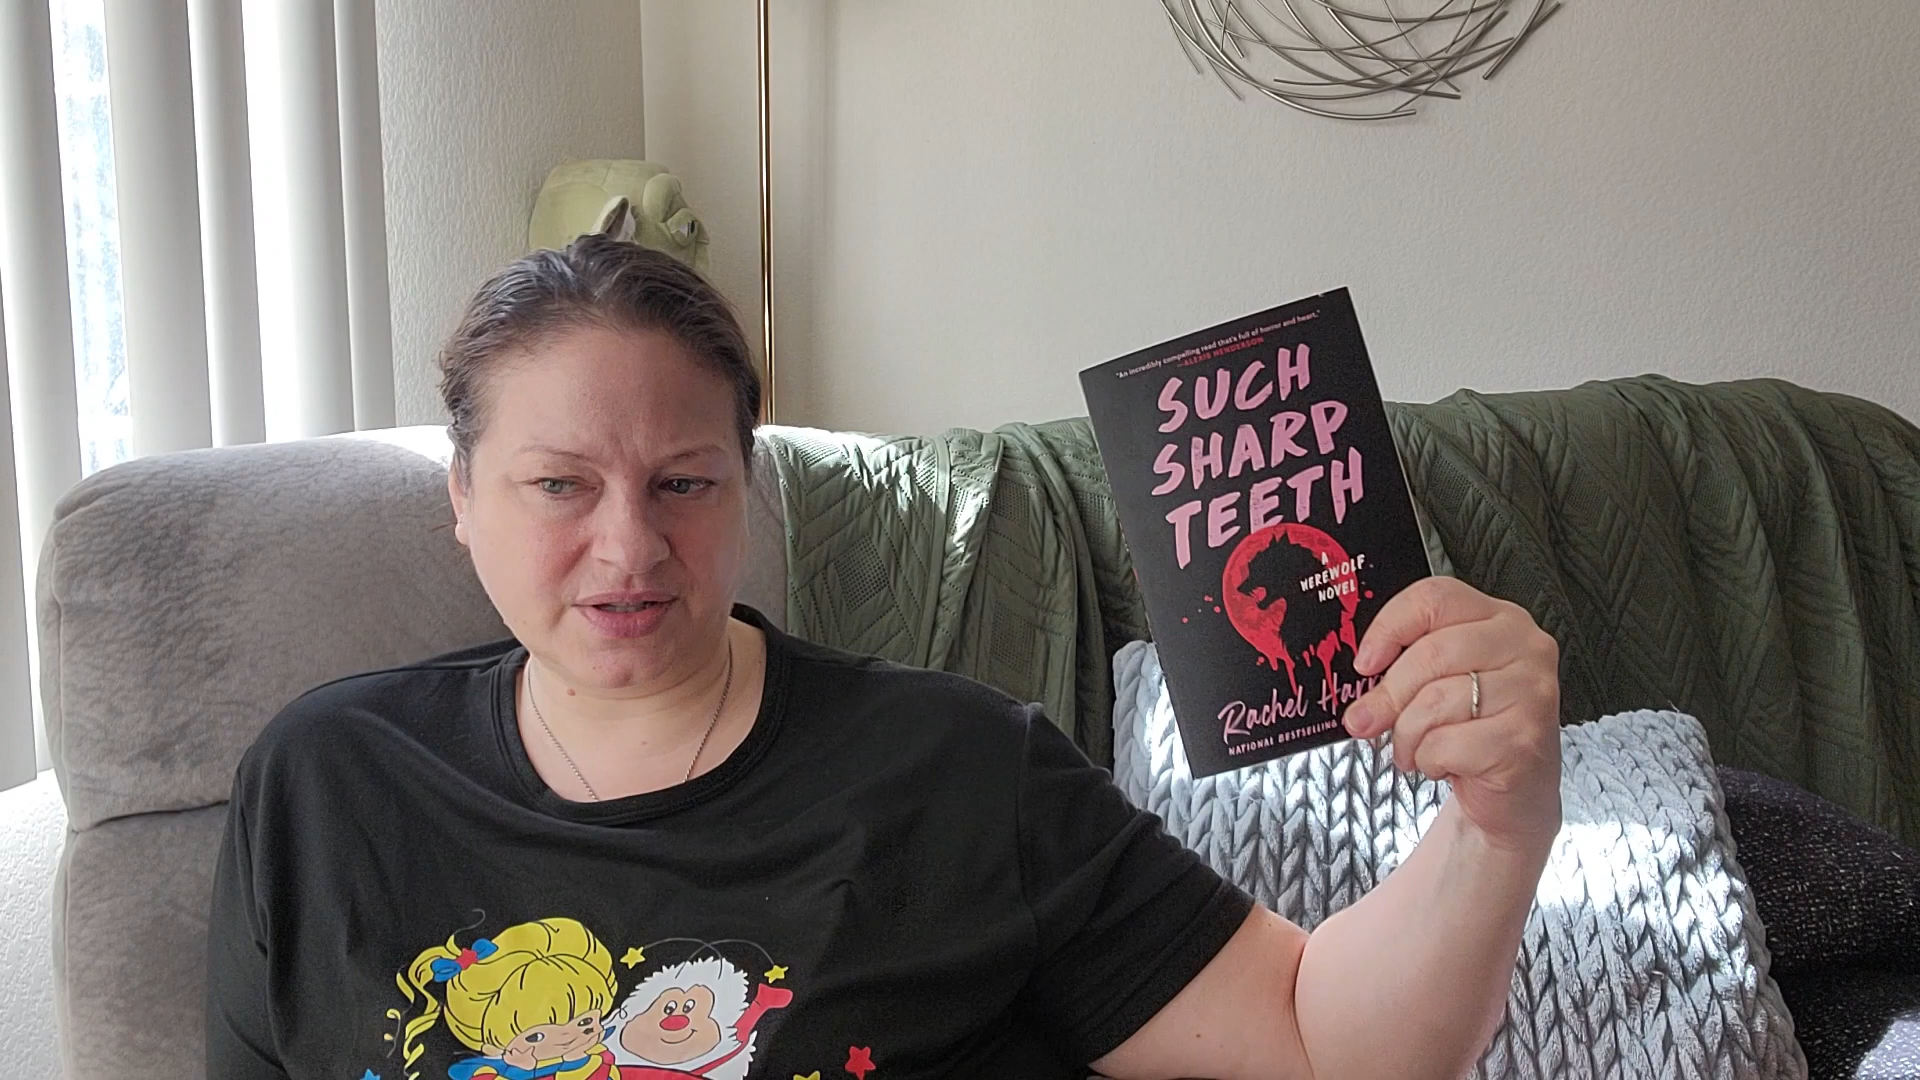 "An incredibly compelling read that's full of horror and heart."
—ALEXIS HENDERSON
SUCH
SHARP
TEETH
A
WEREWOLF
NOVEL
Rachel
NATIONAL BESTSELLING